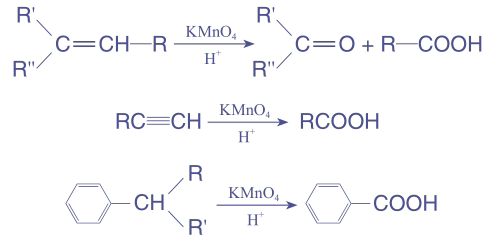 R' R" C=CH—R KMnO₄ H⁺ R' R" C=O + R—COOH
RC≡CH KMnO₄ H⁺ RCOOH
CH R R' KMnO₄ H⁺ COOH